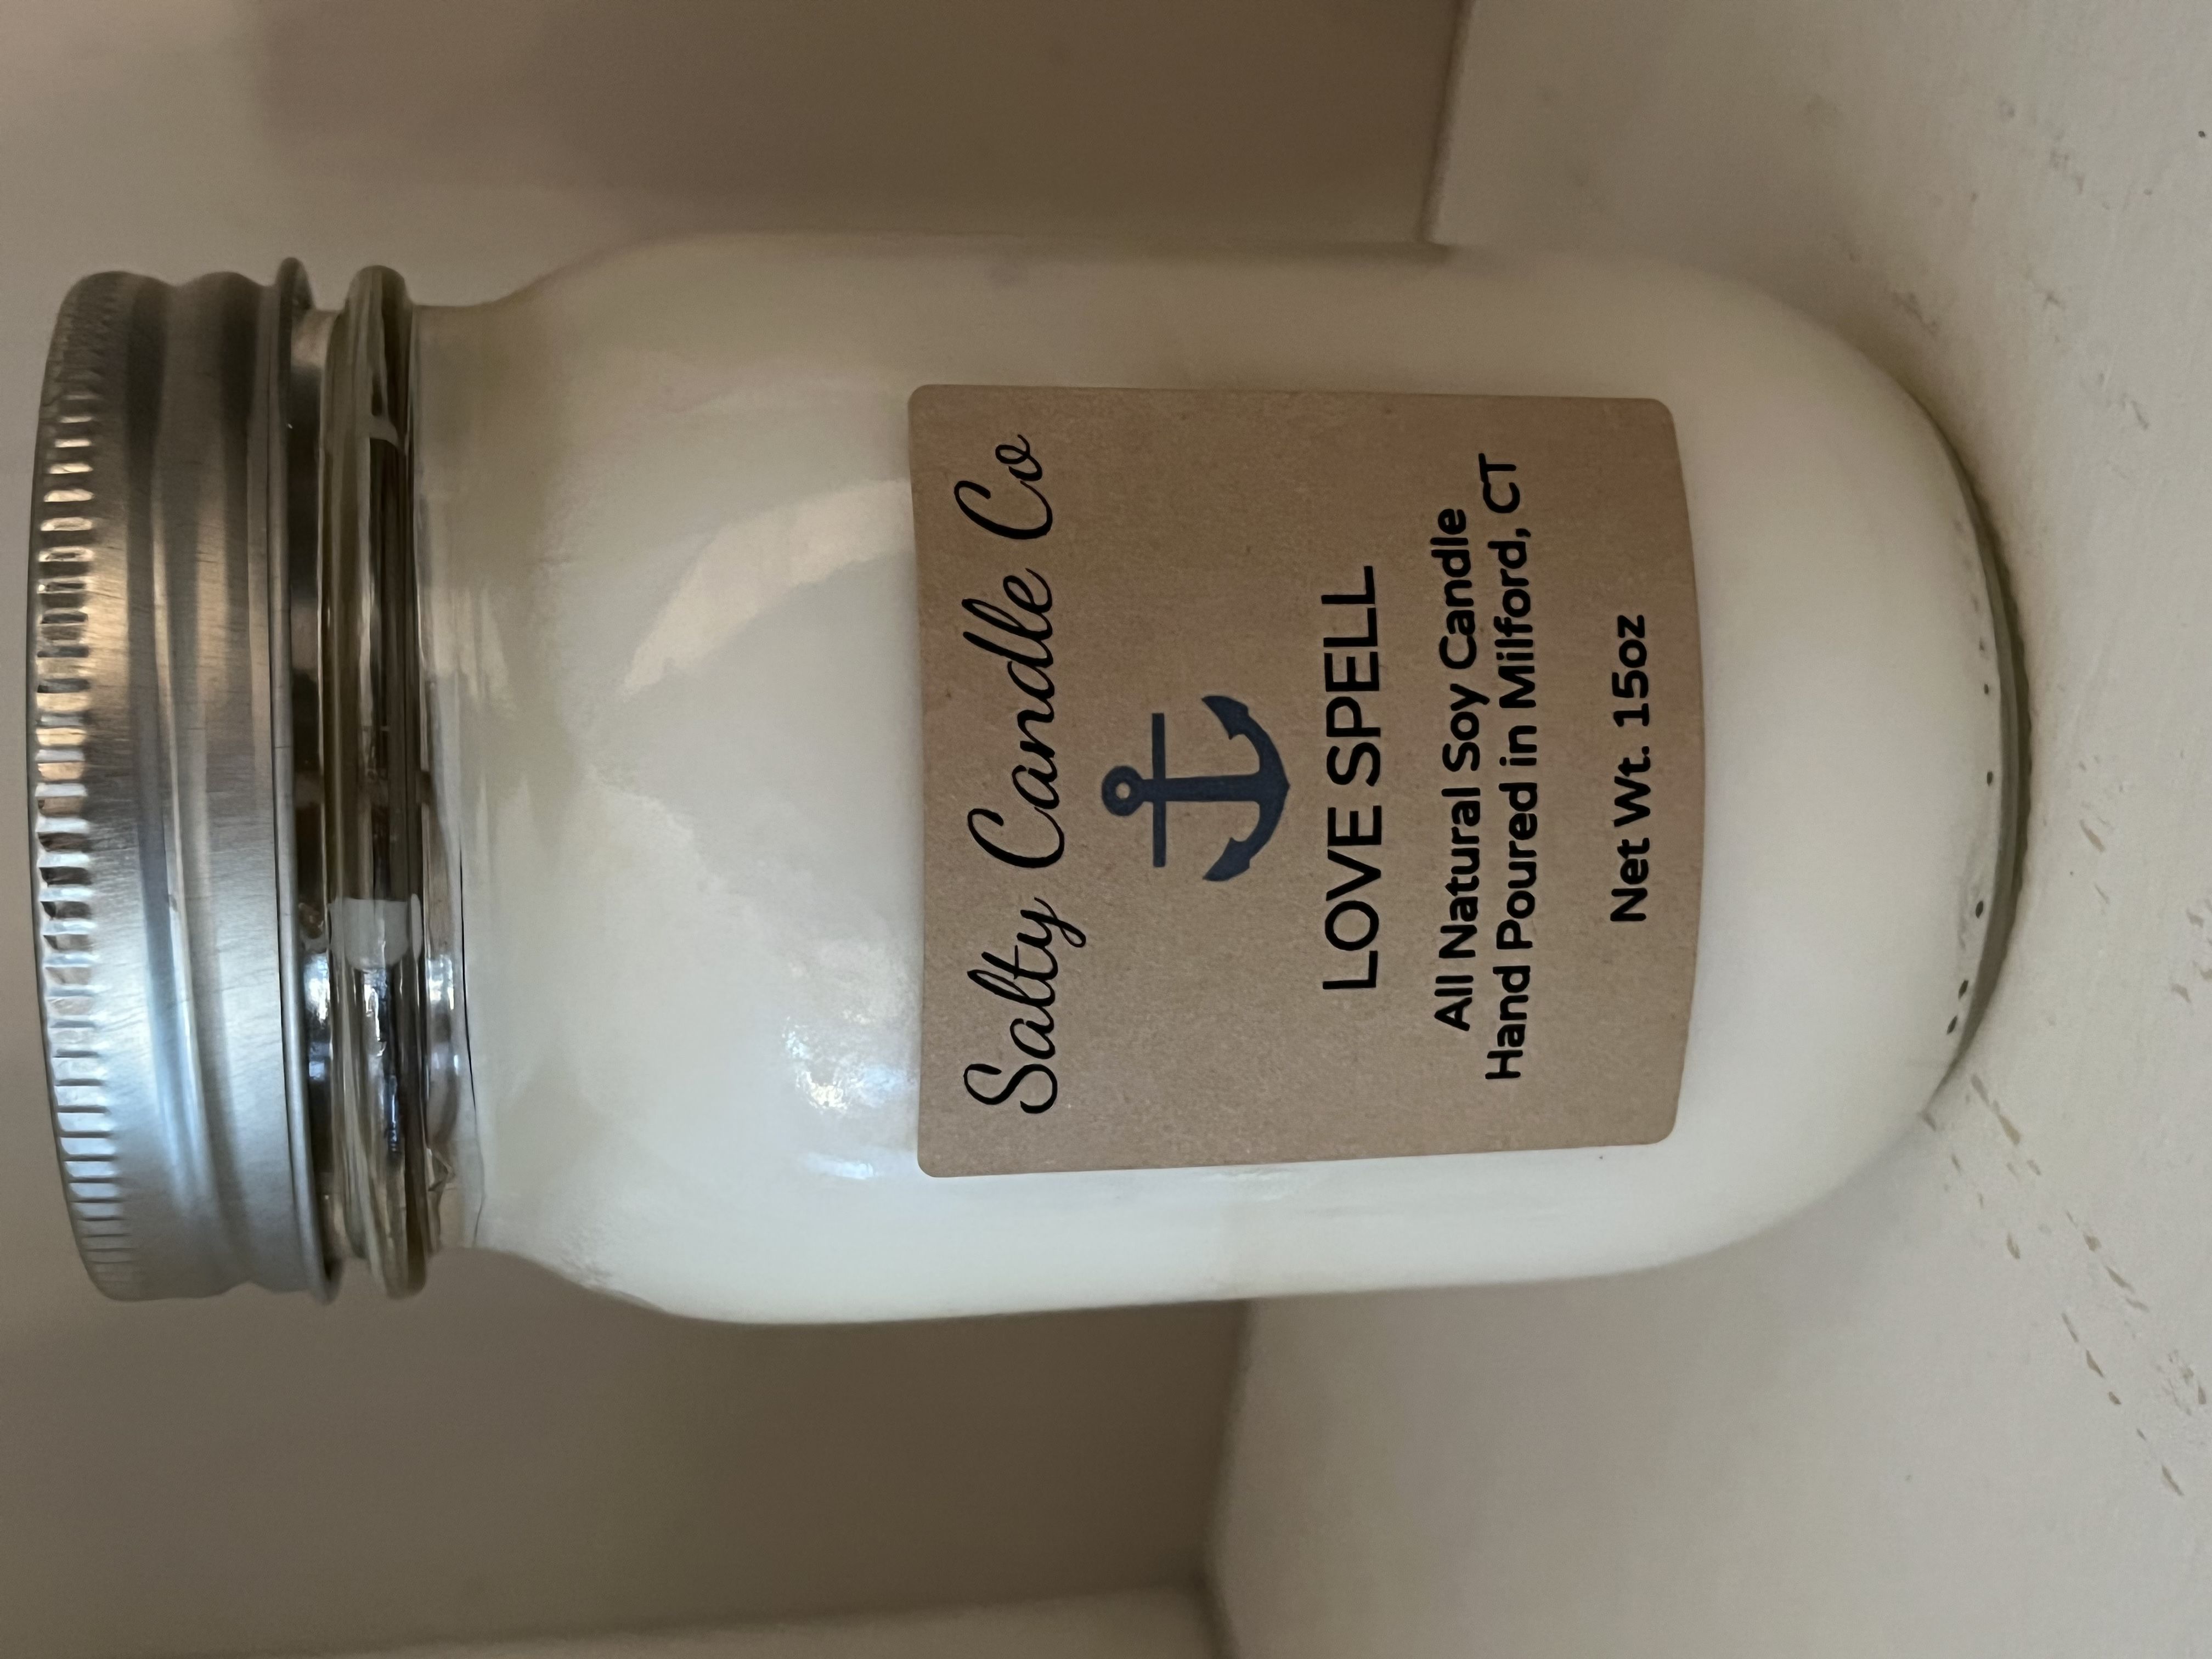 Salty Candle Co
LOVE SPELL
All Natural Soy Candle
Hand Poured in Milford, CT
Net Wt. 15oz